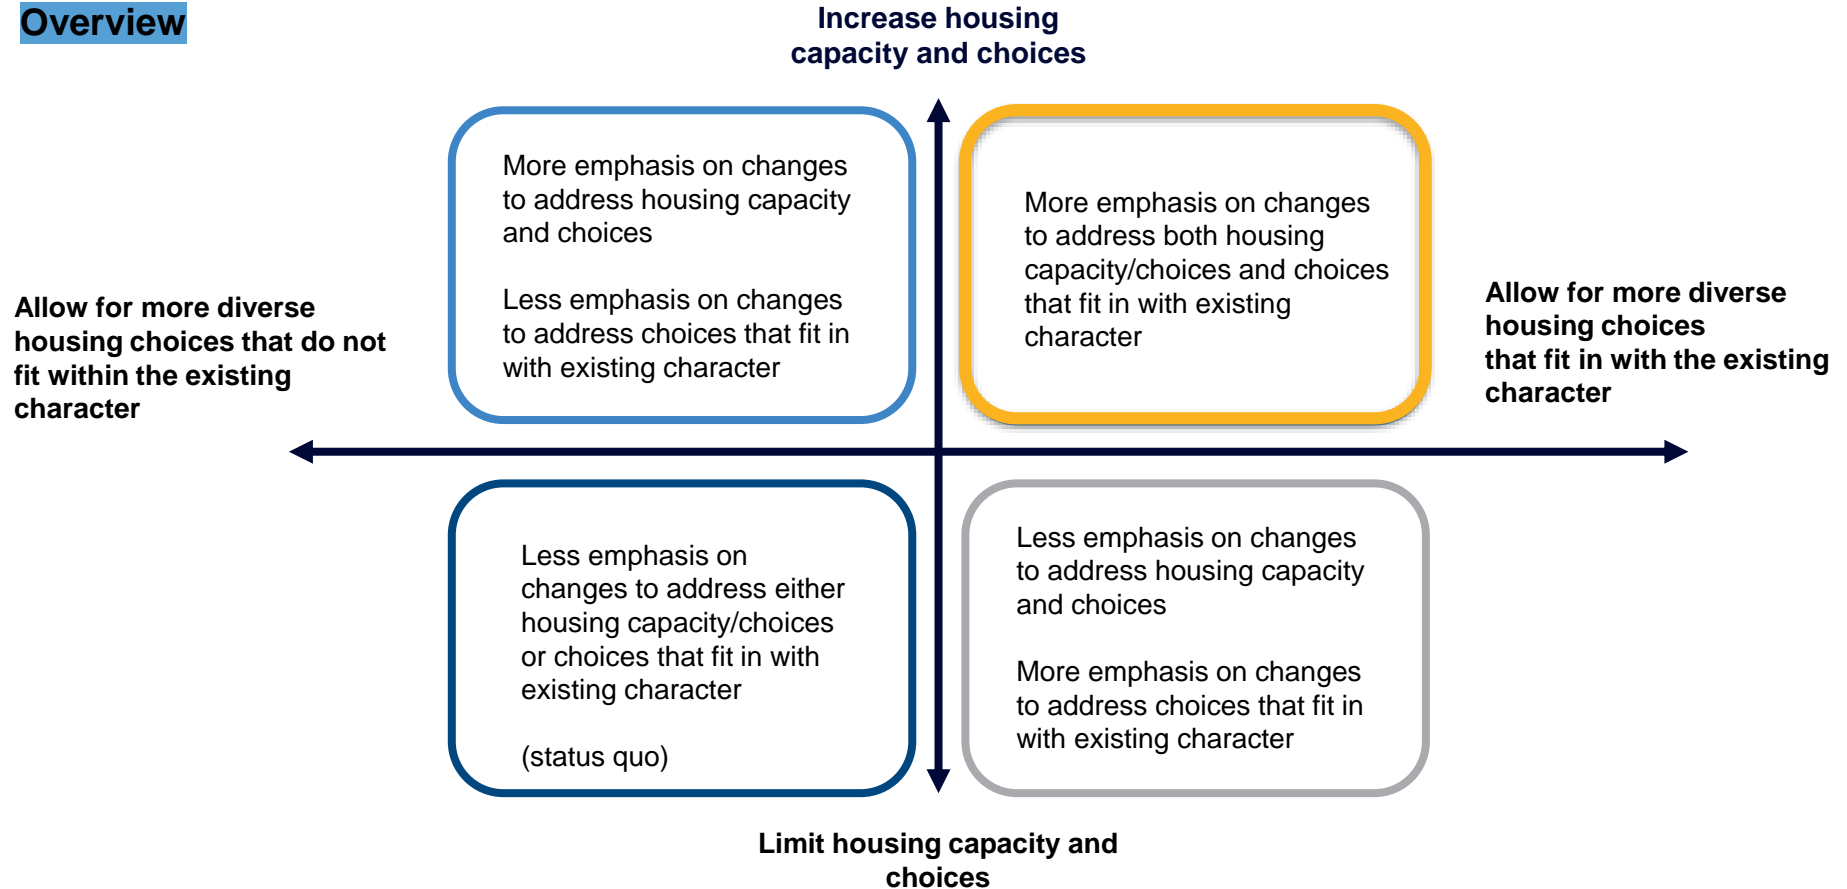 Overview
Increase housing
capacity and choices
More emphasis on changes
to address housing capacity
and choices
Less emphasis on changes
to address choices that fit in
with existing character
More emphasis on changes
to address both housing
capacity/choices and choices
that fit in with existing
character
Allow for more diverse
housing choices that do not
fit within the existing
character
Allow for more diverse
housing choices
that fit in with the existing
character
Less emphasis on
changes to address either
housing capacity/choices
or choices that fit in with
existing character
(status quo)
Less emphasis on changes
to address housing capacity
and choices
More emphasis on changes
to address choices that fit in
with existing character
Limit housing capacity and
choices